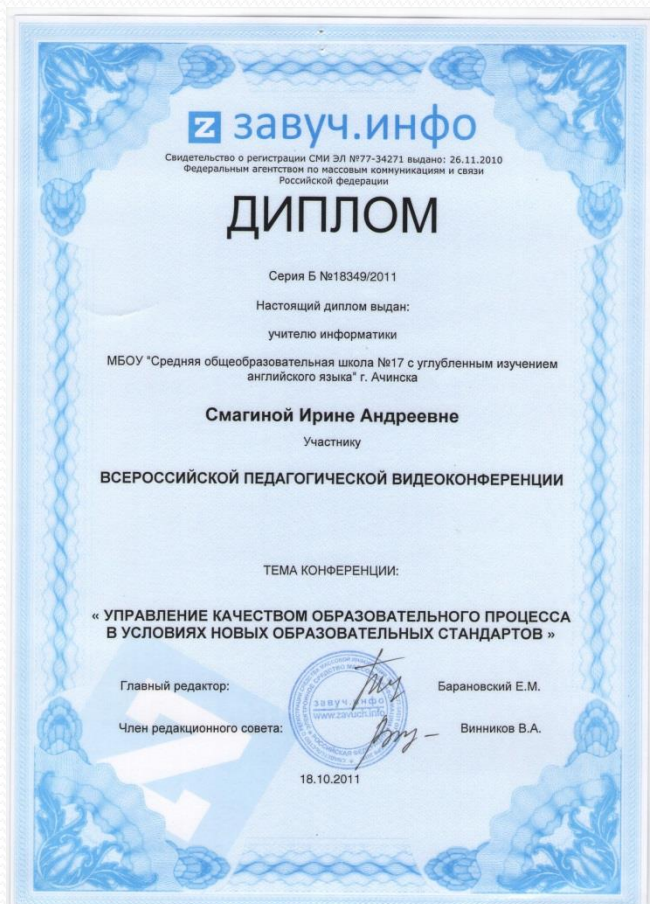 завуч.инфо
Свидетельство о регистрации СМИ ЭЛ №77-34271 выдано: 26.11.2010
Федеральным агентством по массовым коммуникациям и связи
Российской федерации
ДИПЛОМ
Серия Б №18349/2011
Настоящий диплом выдан:
учителю информатики
МБОУ "Средняя общеобразовательная школа №17 с углубленным изучением
английского языка" г. Ачинска
Смагиной Ирине Андреевне
Участнику
ВСЕРОССИЙСКОЙ ПЕДАГОГИЧЕСКОЙ ВИДЕОКОНФЕРЕНЦИИ
ТЕМА КОНФЕРЕНЦИИ:
« УПРАВЛЕНИЕ КАЧЕСТВОМ ОБРАЗОВАТЕЛЬНОГО ПРОЦЕССА
В УСЛОВИЯХ НОВЫХ ОБРАЗОВАТЕЛЬНЫХ СТАНДАРТОВ »
Главный редактор: Барановский Е.М.
завуч.инфо
www.zavuch.info
Член редакционного совета: Винников В.А.
18.10.2011